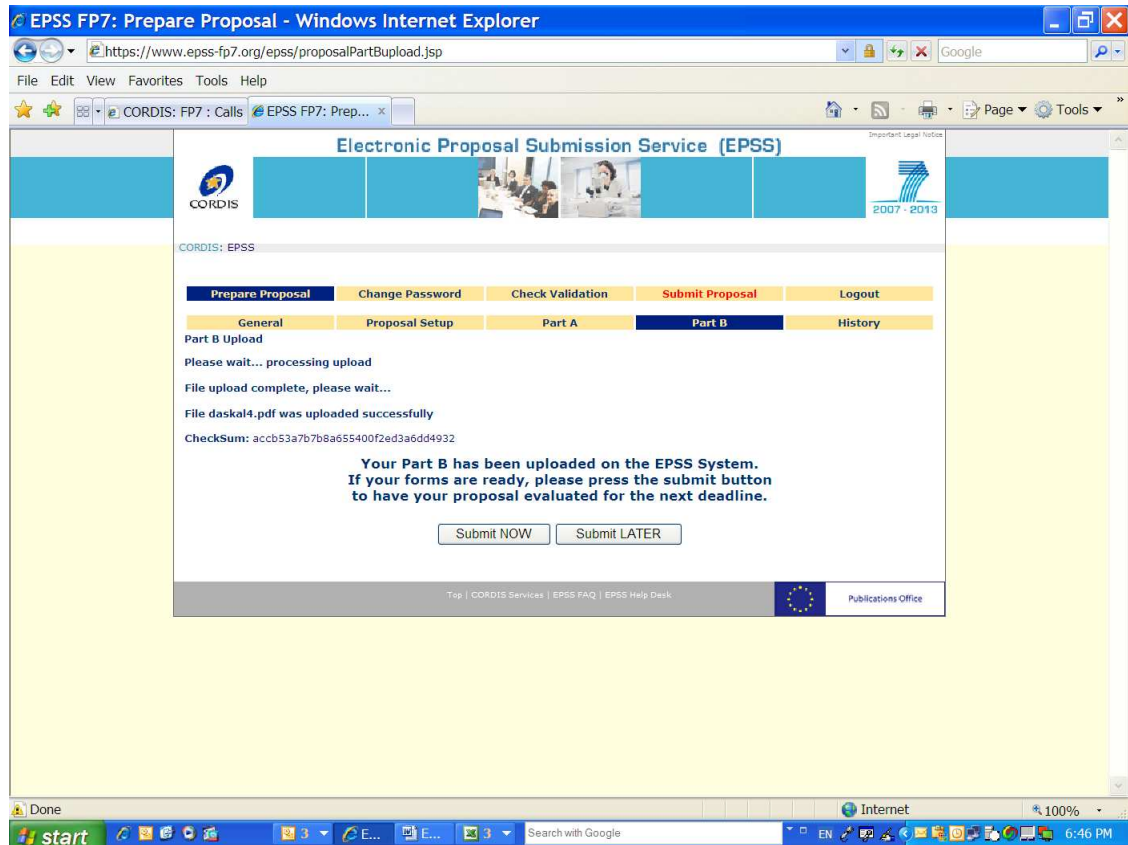 EPSS FP7: Prepare Proposal - Windows Internet Explorer
https://www.epss-fp7.org/epss/proposalPartBupload.jsp
Google
File Edit View Favorites Tools Help
CORDIS: FP7 : Calls
EPSS FP7: Prep...
Page
Tools
»
Important Legal Notice
Electronic Proposal Submission Service (EPSS)
CORDIS
7
2007 - 2013
CORDIS: EPSS
Prepare Proposal Change Password Check Validation Submit Proposal Logout
General Proposal Setup Part A Part B History
Part B Upload
Please wait... processing upload
File upload complete, please wait...
File daskal4.pdf was uploaded successfully
CheckSum: accb53a7b7b8a655400f2ed3a6dd4932
Your Part B has been uploaded on the EPSS System.
If your forms are ready, please press the submit button
to have your proposal evaluated for the next deadline.
Submit NOW Submit LATER
Top | CORDIS Services | EPSS FAQ | EPSS Help Desk
Publications Office
Done Internet 100%
start 3 E... E... 3 Search with Google EN 6:46 PM